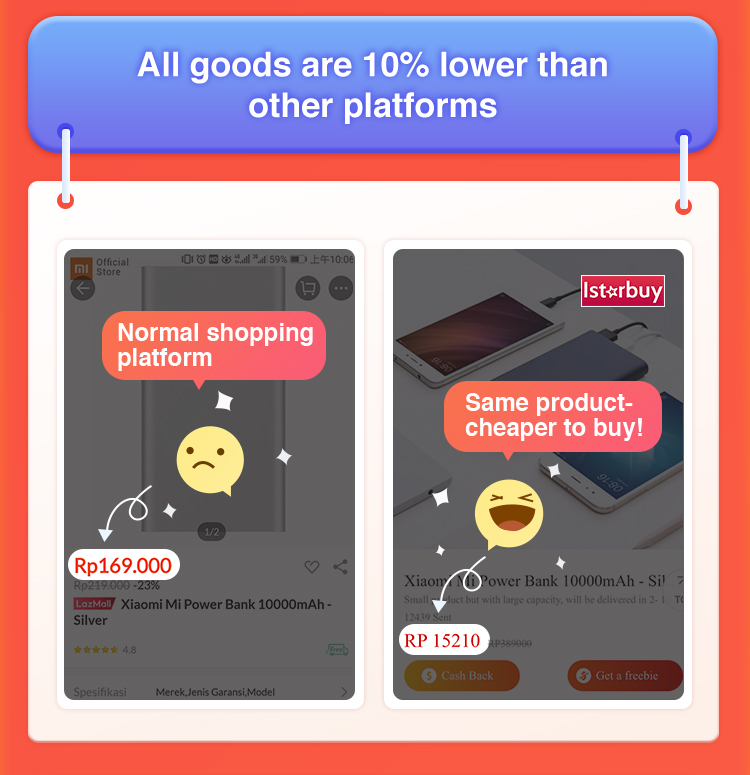 All goods are 10% lower than
other platforms
Official
Store
59%
上午10:06
Normal shopping
platform
1/2
Rp169.000
Rp219.000 -23%
LazMall Xiaomi Mi Power Bank 10000mAh -
Silver
4.8
Free
Spesifikasi Merek,Jenis Garansi,Model
Istarbuy
Same product-
cheaper to buy!
Xiaomi Mi Power Bank 10000mAh - Sil
Small product but with large capacity, will be delivered in 2- 1
12439 Sent
RP 15210 RP389000
Cash Back
Get a freebie